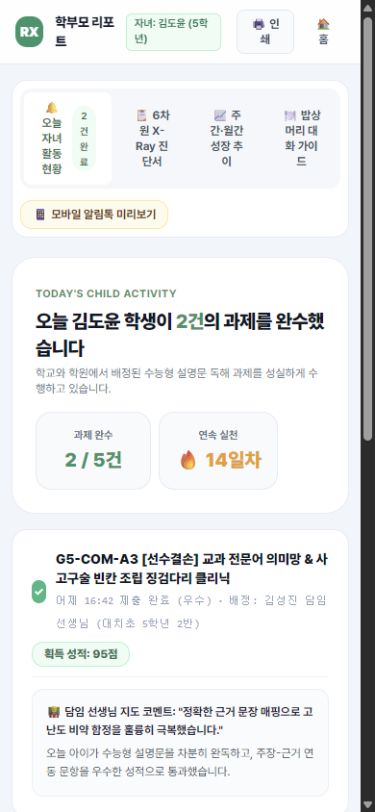 RX
학부모 리포
트
자녀: 김도윤 (5학
년)
인
쇄
홈
오늘
자녀
활동
현황
2
건
완
료
6차
원 X-
Ray 진
단서
주
간·월간
성장 추
이
밥상
머리 대
화 가이
드
모바일 알림톡 미리보기
TODAY'S CHILD ACTIVITY
오늘 김도윤 학생이 2건의 과제를 완수했
습니다
학교와 학원에서 배정된 수능형 설명문 독해 과제를 성실하게 수
행하고 있습니다.
과제 완수
2 / 5건
연속 실천
14일차
G5-COM-A3 [선수결손] 교과 전문어 의미망 & 사
고구술 빈칸 조립 징검다리 클리닉
어제 16:42 제출 완료 (우수) · 배정: 김성진 담임
선생님 (대치초 5학년 2반)
획득 성적: 95점
담임 선생님 지도 코멘트: "정확한 근거 문장 매핑으로 고
난도 비약 함정을 훌륭히 극복했습니다."
오늘 아이가 수능형 설명문을 차분히 완독하고, 주장-근거 연
동 문항을 우수한 성적으로 통과했습니다.